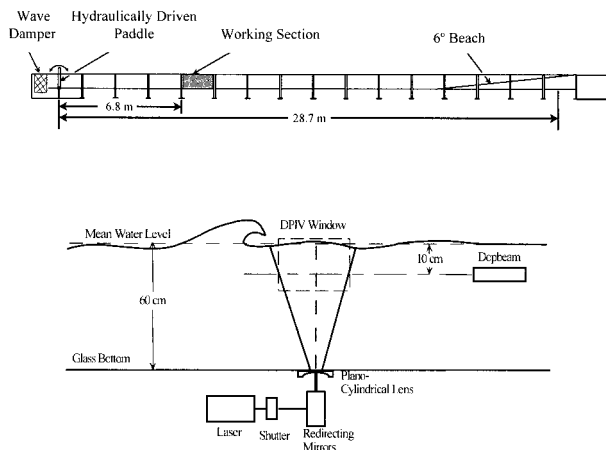 Wave
Damper
Hydraulically Driven
Paddle
Working Section
6° Beach
6.8 m
28.7 m
Mean Water Level
DPIV Window
10 cm
Dopbeam
60 cm
Glass Bottom
Plano-
Cylindrical Lens
Laser
Shutter
Redirecting
Mirrors